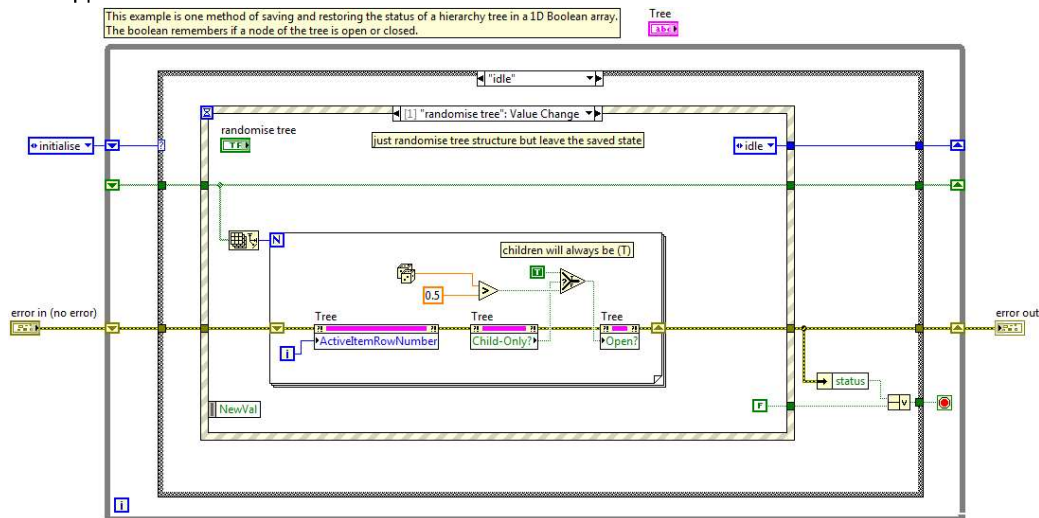 This example is one method of saving and restoring the status of a hierarchy tree in a 1D Boolean array.
The boolean remembers if a node of the tree is open or closed.
Tree
abc
"idle"
[1] "randomise tree": Value Change
randomise tree
TF
just randomise tree structure but leave the saved state
initialise
?
idle
N
children will always be (T)
T
0.5
>
error in (no error)
Tree
Tree
Tree
error out
ActiveItemRowNumber
Child-Only?
Open?
i
status
NewVal
F
V
i